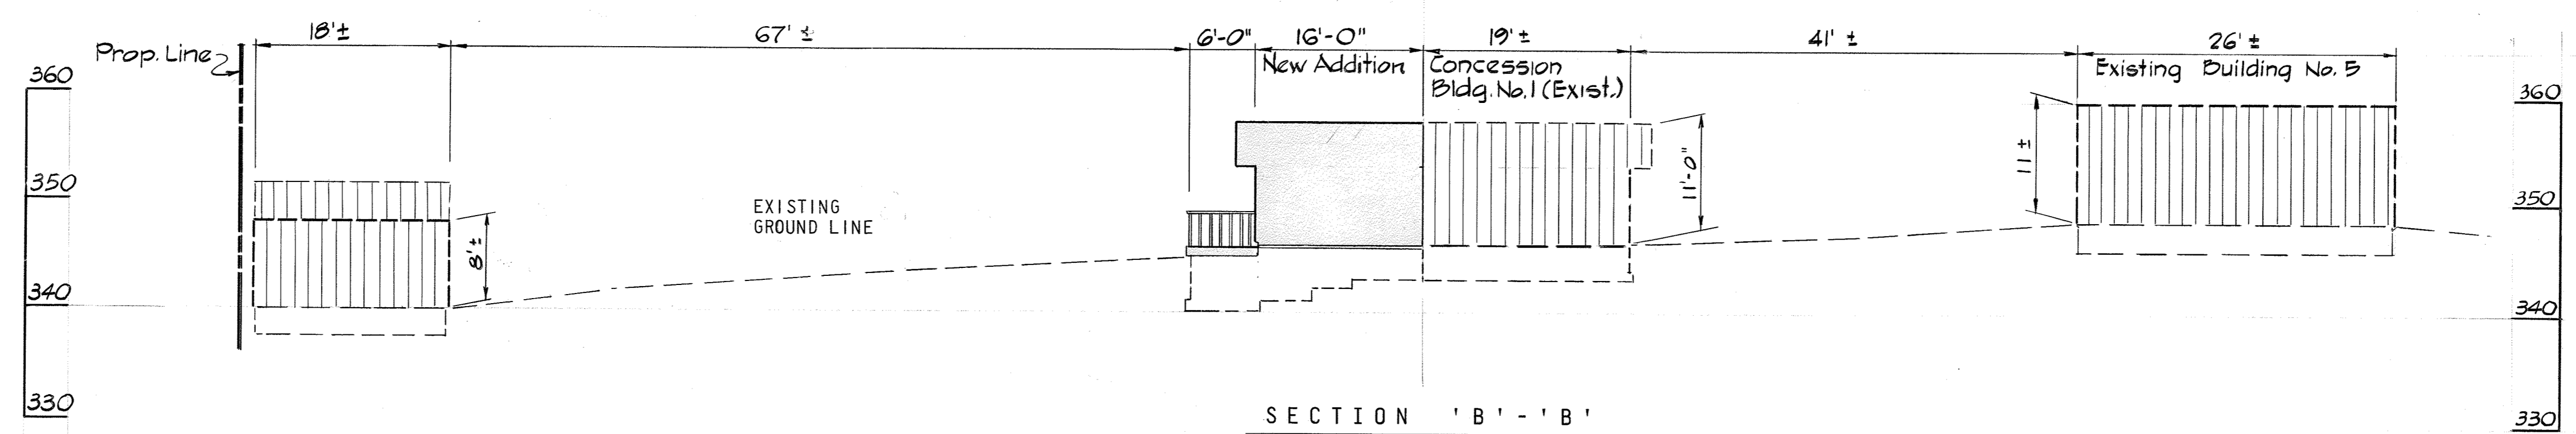 18' ±
67' ±
6'-0"
16'-0"
19' ±
41' ±
26' ±
Prop. Line
New Addition
Concession
Bldg. No. 1 (Exist.)
Existing Building No. 5
360
350
340
330
EXISTING
GROUND LINE
8' ±
11'-0"
11 ±
360
350
340
330
SECTION 'B'-'B'